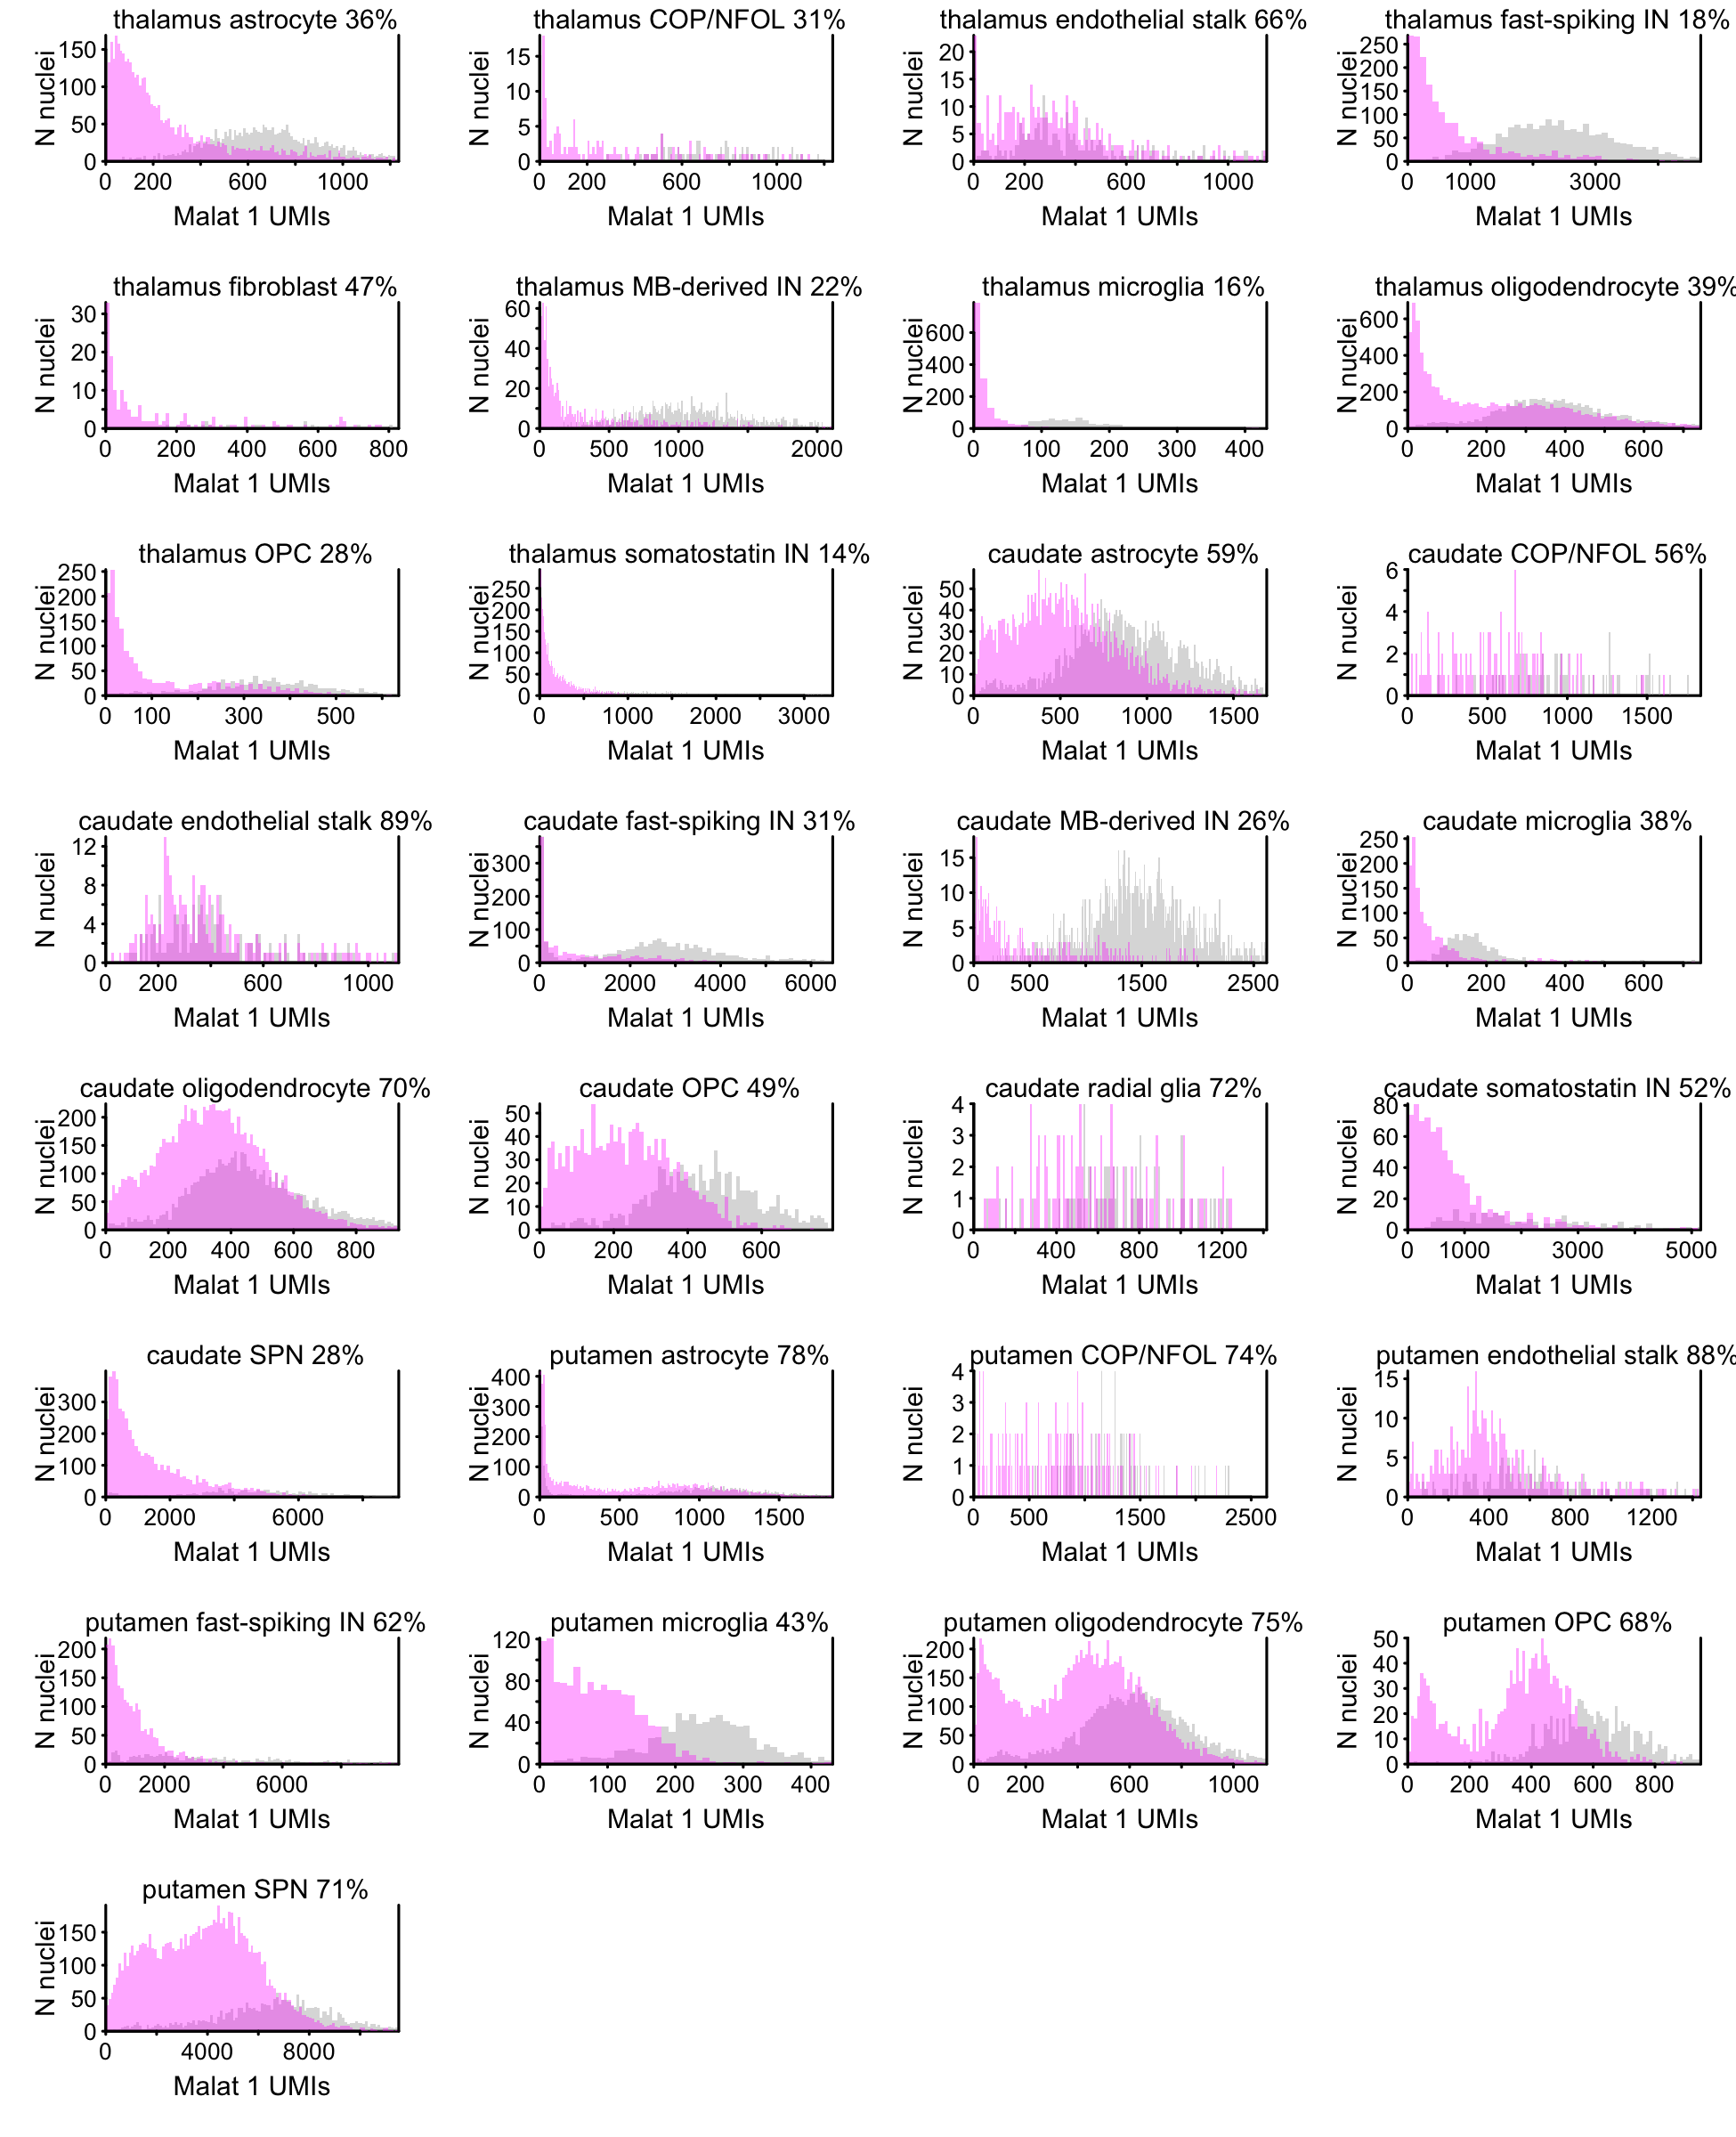 thalamus astrocyte 36%
N nuclei
150
100
50
0
0 200 600 1000
Malat 1 UMIs
thalamus COP/NFOL 31%
N nuclei
15
10
5
0
0 200 600 1000
Malat 1 UMIs
thalamus endothelial stalk 66%
N nuclei
20
15
10
5
0
0 200 600 1000
Malat 1 UMIs
thalamus fast-spiking IN 18%
N nuclei
250
200
150
100
50
0
0 1000 3000
Malat 1 UMIs
thalamus fibroblast 47%
N nuclei
30
20
10
0
0 200 400 600 800
Malat 1 UMIs
thalamus MB-derived IN 22%
N nuclei
60
40
20
0
0 500 1000 2000
Malat 1 UMIs
thalamus microglia 16%
N nuclei
600
400
200
0
0 100 200 300 400
Malat 1 UMIs
thalamus oligodendrocyte 39%
N nuclei
600
400
200
0
0 200 400 600
Malat 1 UMIs
thalamus OPC 28%
N nuclei
250
200
150
100
50
0
0 100 300 500
Malat 1 UMIs
thalamus somatostatin IN 14%
N nuclei
250
200
150
100
50
0
0 1000 2000 3000
Malat 1 UMIs
caudate astrocyte 59%
N nuclei
50
40
30
20
10
0
0 500 1000 1500
Malat 1 UMIs
caudate COP/NFOL 56%
N nuclei
6
4
2
0
0 500 1000 1500
Malat 1 UMIs
caudate endothelial stalk 89%
N nuclei
12
8
4
0
0 200 600 1000
Malat 1 UMIs
caudate fast-spiking IN 31%
N nuclei
300
200
100
0
0 2000 4000 6000
Malat 1 UMIs
caudate MB-derived IN 26%
N nuclei
15
10
5
0
0 500 1500 2500
Malat 1 UMIs
caudate microglia 38%
N nuclei
250
200
150
100
50
0
0 200 400 600
Malat 1 UMIs
caudate oligodendrocyte 70%
N nuclei
200
150
100
50
0
0 200 400 600 800
Malat 1 UMIs
caudate OPC 49%
N nuclei
50
40
30
20
10
0
0 200 400 600
Malat 1 UMIs
caudate radial glia 72%
N nuclei
4
3
2
1
0
0 400 800 1200
Malat 1 UMIs
caudate somatostatin IN 52%
N nuclei
80
60
40
20
0
0 1000 3000 5000
Malat 1 UMIs
caudate SPN 28%
N nuclei
300
200
100
0
0 2000 6000
Malat 1 UMIs
putamen astrocyte 78%
N nuclei
400
300
200
100
0
0 500 1000 1500
Malat 1 UMIs
putamen COP/NFOL 74%
N nuclei
4
3
2
1
0
0 500 1500 2500
Malat 1 UMIs
putamen endothelial stalk 88%
N nuclei
15
10
5
0
0 400 800 1200
Malat 1 UMIs
putamen fast-spiking IN 62%
N nuclei
200
150
100
50
0
0 2000 6000
Malat 1 UMIs
putamen microglia 43%
N nuclei
120
80
40
0
0 100 200 300 400
Malat 1 UMIs
putamen oligodendrocyte 75%
N nuclei
200
150
100
50
0
0 200 600 1000
Malat 1 UMIs
putamen OPC 68%
N nuclei
50
40
30
20
10
0
0 200 400 600 800
Malat 1 UMIs
putamen SPN 71%
N nuclei
150
100
50
0
0 4000 8000
Malat 1 UMIs